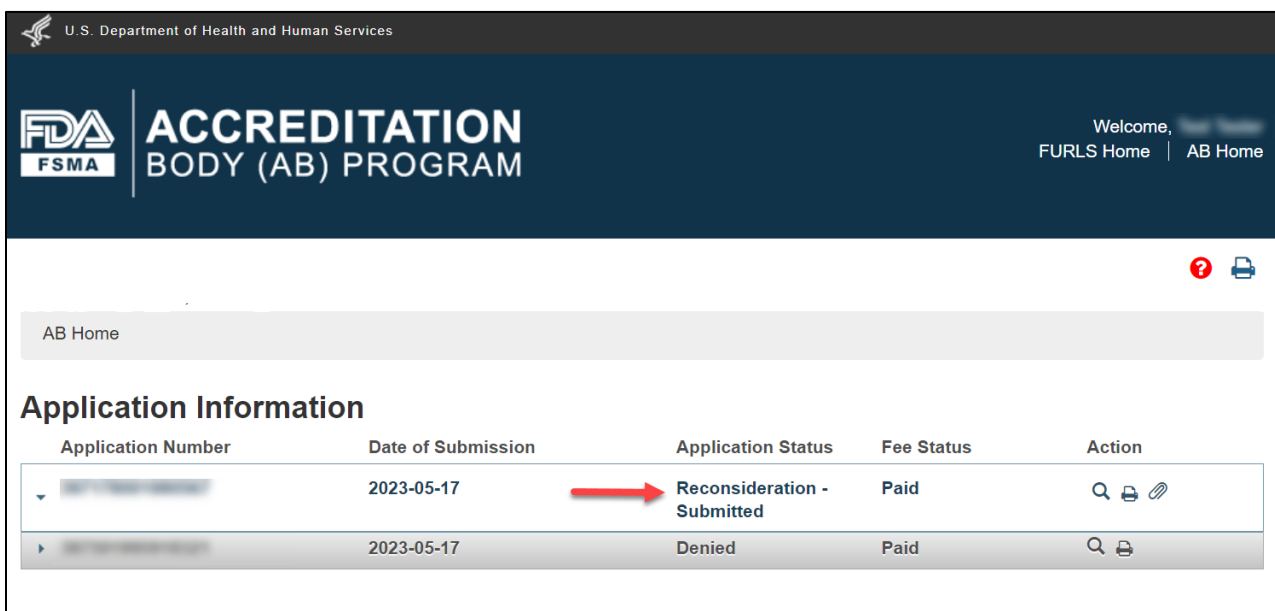 U.S. Department of Health and Human Services
FDA
FSMA
ACCREDITATION
BODY (AB) PROGRAM
Welcome,
FURLS Home | AB Home
?
AB Home
Application Information
Application Number Date of Submission Application Status Fee Status Action
2023-05-17 Reconsideration - Paid
Submitted
2023-05-17 Denied Paid